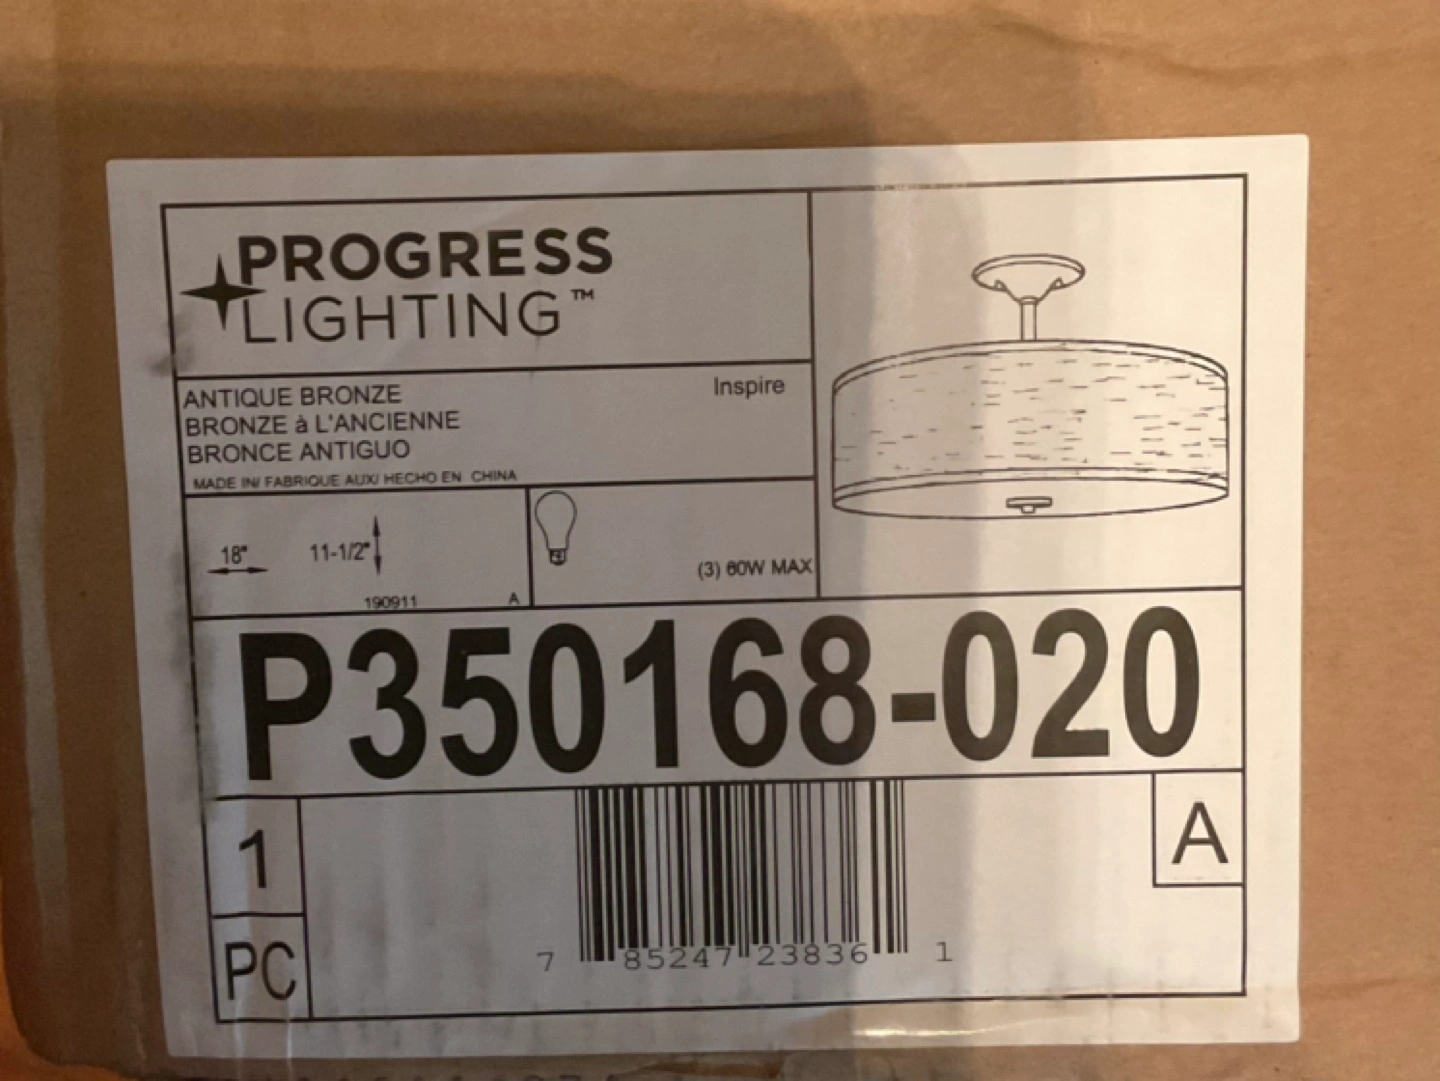 PROGRESS
LIGHTING™
ANTIQUE BRONZE
BRONZE à L'ANCIENNE
BRONCE ANTIGUO
Inspire
MADE IN/ FABRIQUE AUX/ HECHO EN CHINA
18"
11-1/2"
190911
A
(3) 60W MAX
P350168-020
1
PC
A
7 85247 23836 1